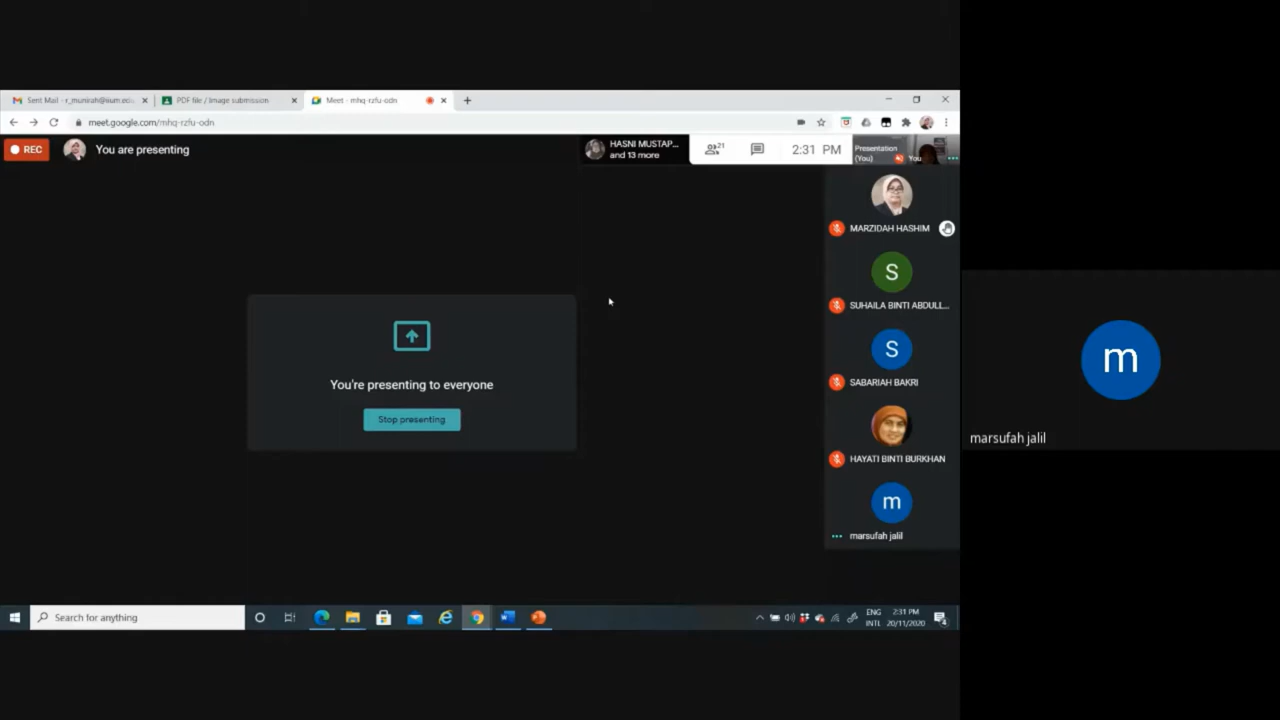 Sent Mail - r_munirah@iium.edu.
PDF file / Image submission
Meet - mhq-rzfu-odn
meet.google.com/mhq-rzfu-odn
REC
You are presenting
HASNI MUSTAP...
and 13 more
21
2:31 PM
Presentation
(You)
You
MARZIDAH HASHIM
S
SUHAILA BINTI ABDULL...
S
SABARIAH BAKRI
HAYATI BINTI BURKHAN
m
marsufah jalil
You're presenting to everyone
Stop presenting
m
marsufah jalil
Search for anything
ENG
INTL
2:31 PM
20/11/2020